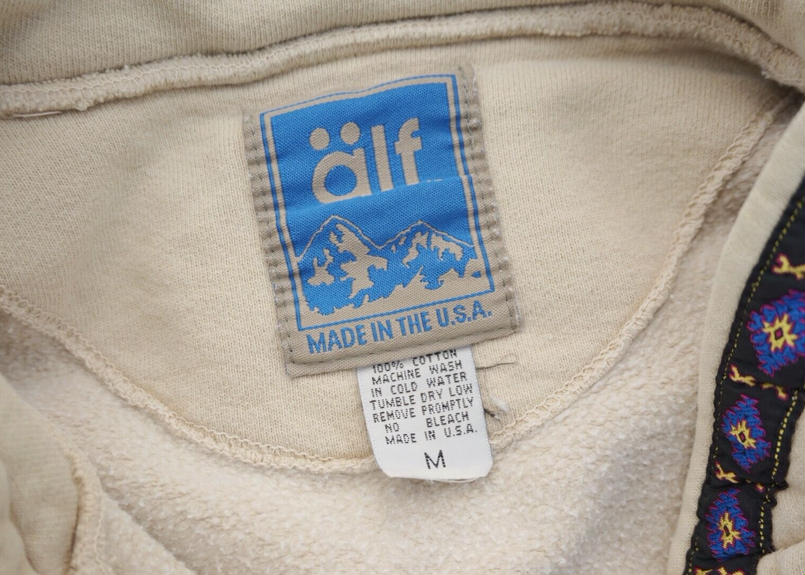 älf
MADE IN THE U.S.A.
100% COTTON
MACHINE WASH
IN COLD WATER
TUMBLE DRY LOW
REMOVE PROMPTLY
NO BLEACH
MADE IN U.S.A.
M